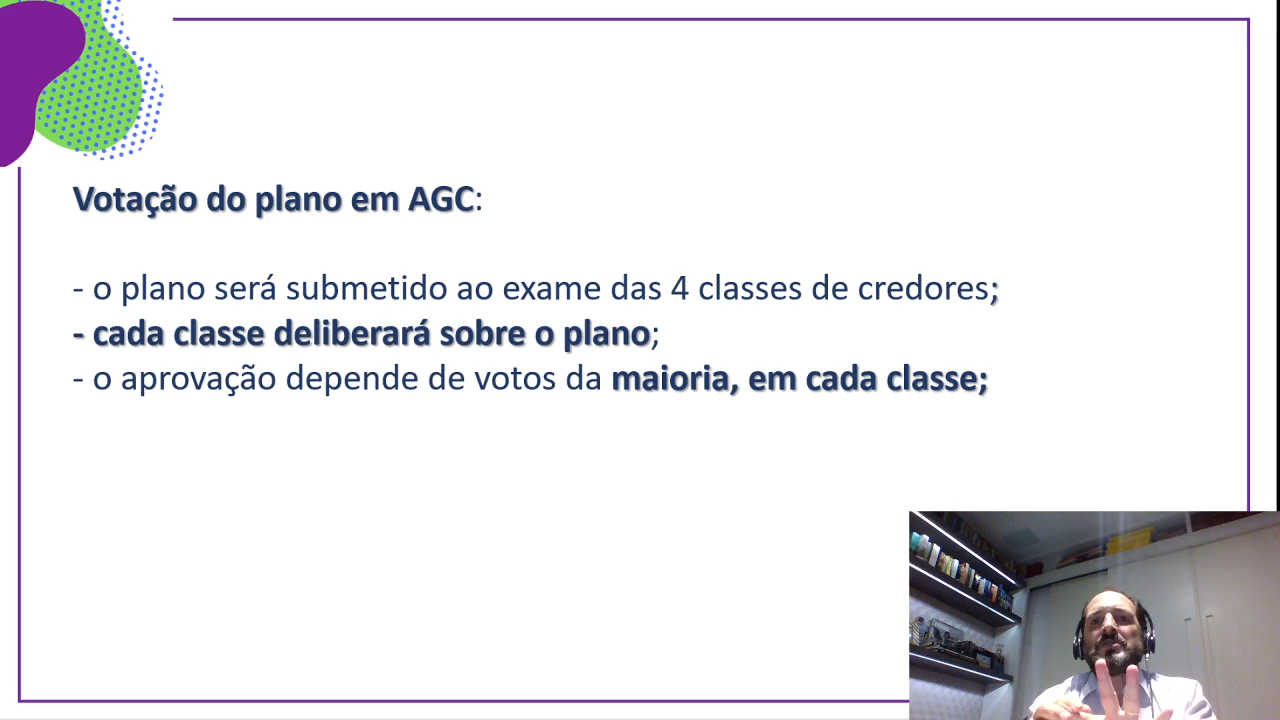 Votação do plano em AGC:
- o plano será submetido ao exame das 4 classes de credores;
- cada classe deliberará sobre o plano;
- o aprovação depende de votos da maioria, em cada classe;